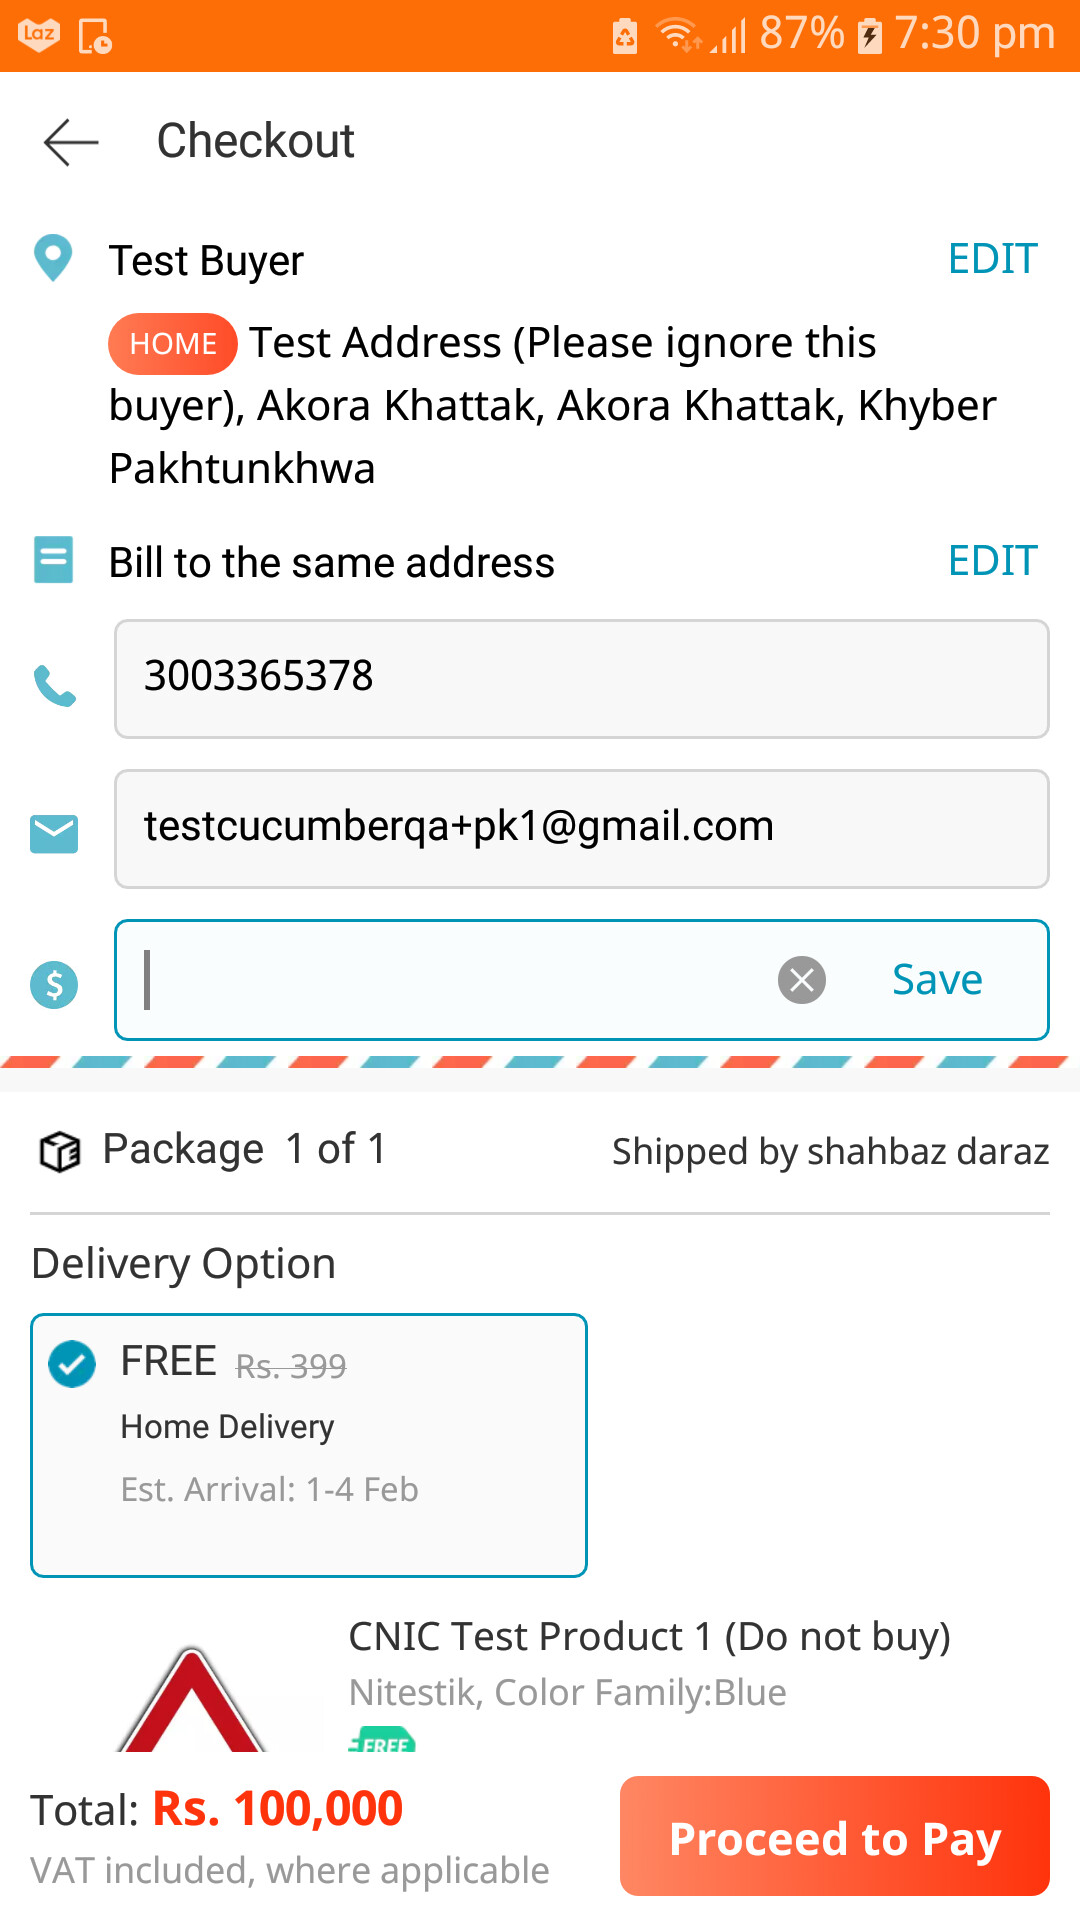 Laz 87% 7:30 pm
Checkout
Test Buyer EDIT
HOME Test Address (Please ignore this
buyer), Akora Khattak, Akora Khattak, Khyber
Pakhtunkhwa
Bill to the same address EDIT
3003365378
testcucumberqa+pk1@gmail.com
$ Save
Package 1 of 1 Shipped by shahbaz daraz
Delivery Option
FREE Rs. 399
Home Delivery
Est. Arrival: 1-4 Feb
CNIC Test Product 1 (Do not buy)
Nitestik, Color Family:Blue
FREE
Total: Rs. 100,000
VAT included, where applicable
Proceed to Pay